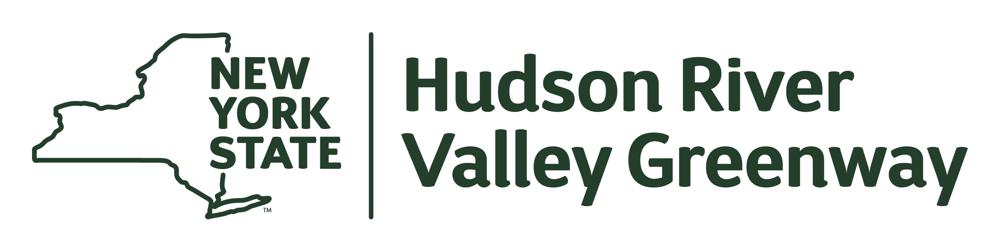 NEW
YORK
STATE
TM
Hudson River
Valley Greenway